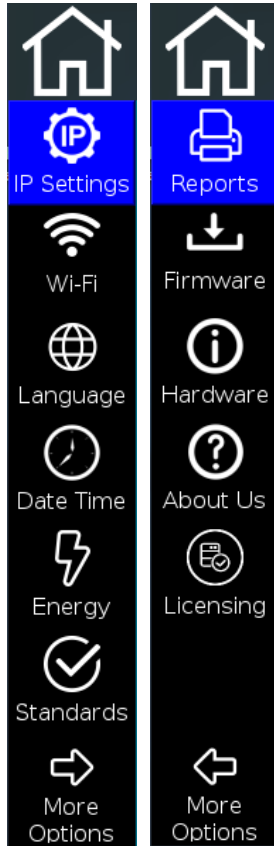 IP
IP Settings
Wi-Fi
Language
Date Time
Energy
Standards
More
Options
Reports
Firmware
Hardware
About Us
Licensing
More
Options